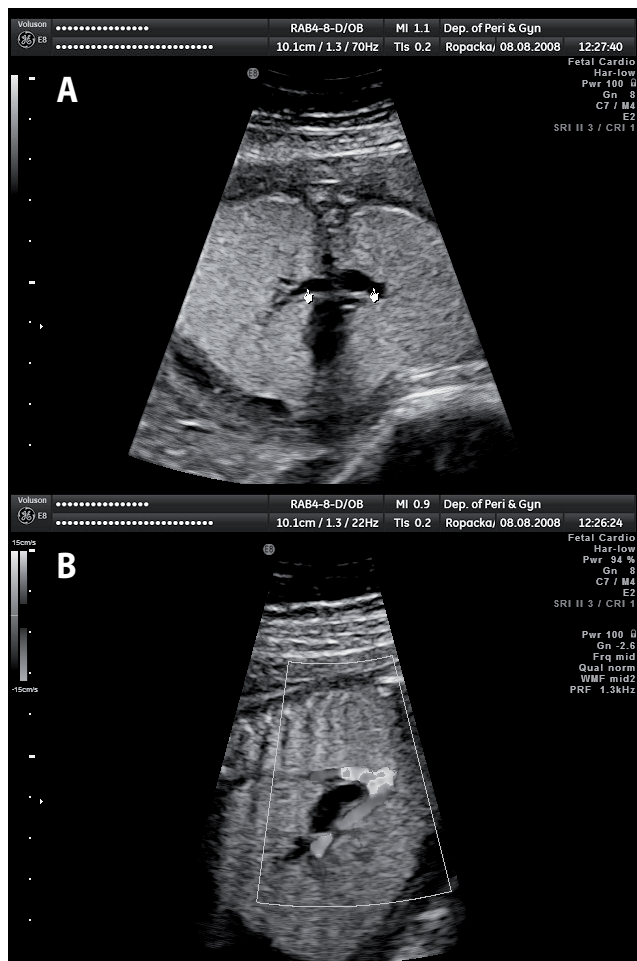 Voluson
GE E8
RAB4-8-D/OB MI 1.1 Dep. of Peri & Gyn
10.1cm / 1.3 / 70Hz TIs 0.2 Ropacka/ 08.08.2008 12:27:40
E8
A
Fetal Cardio
Har-low
Pwr 100
Gn 8
C7 / M4
E2
SRI II 3 / CRI 1
Voluson
GE E8
RAB4-8-D/OB MI 0.9 Dep. of Peri & Gyn
10.1cm / 1.3 / 22Hz TIs 0.2 Ropacka/ 08.08.2008 12:26:24
15cm/s
E8
B
-15cm/s
Fetal Cardio
Har-low
Pwr 94 %
Gn 8
C7 / M4
E2
SRI II 3 / CRI 1
Pwr 100
Gn -2.6
Frq mid
Qual norm
WMF mid2
PRF 1.3kHz